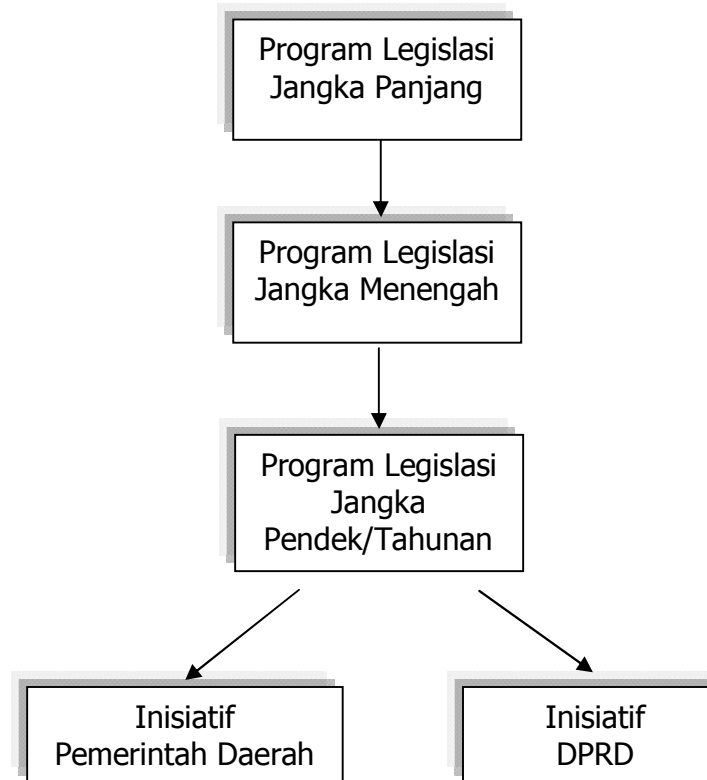 Program Legislasi
Jangka Panjang
Program Legislasi
Jangka Menengah
Program Legislasi
Jangka
Pendek/Tahunan
Inisiatif
Pemerintah Daerah
Inisiatif
DPRD